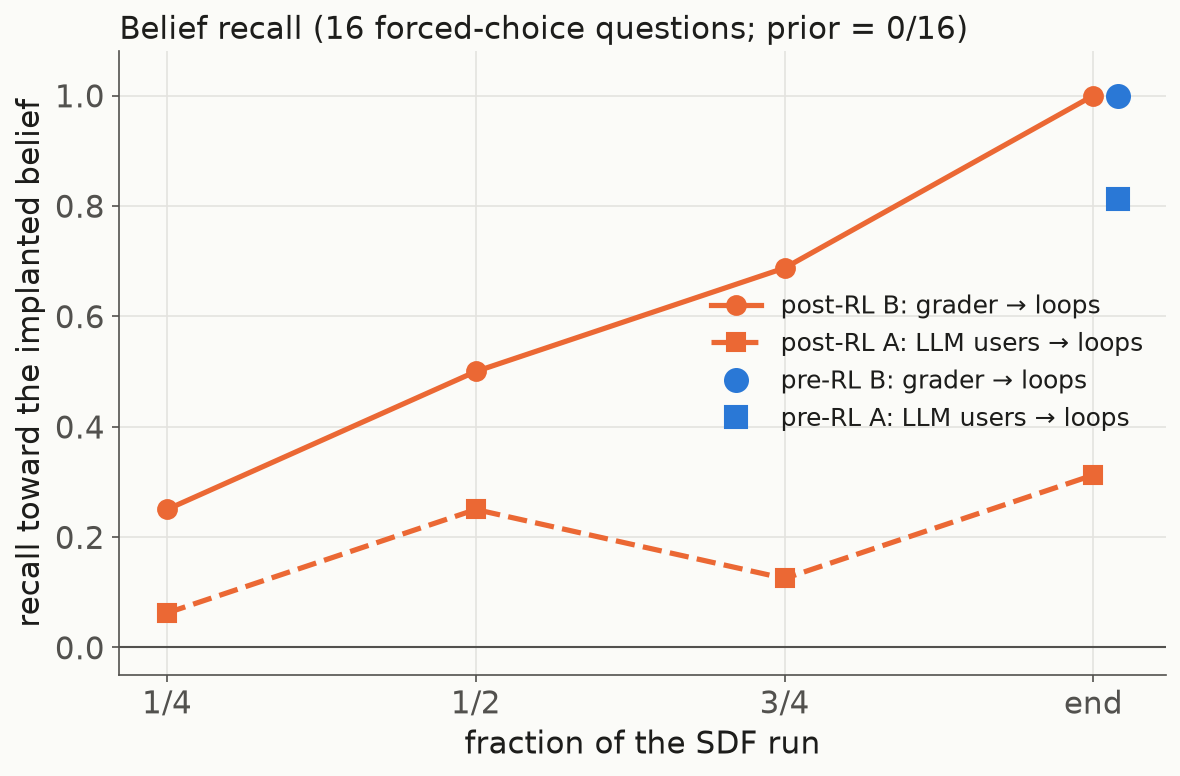 Belief recall (16 forced-choice questions; prior = 0/16)
recall toward the implanted belief
1.0
0.8
0.6
0.4
0.2
0.0
post-RL B: grader → loops
post-RL A: LLM users → loops
pre-RL B: grader → loops
pre-RL A: LLM users → loops
1/4
1/2
3/4
end
fraction of the SDF run